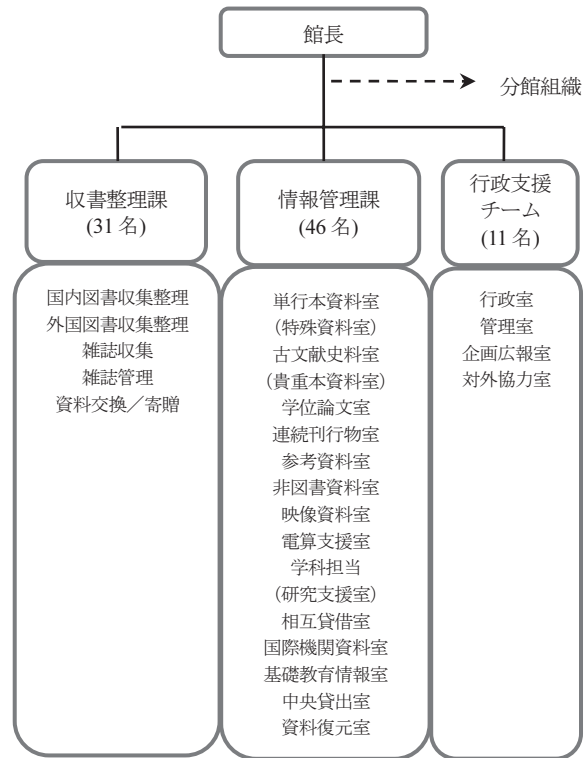 館長
分館組織
収書整理課
(31 名)
国内図書収集整理
外国図書収集整理
雑誌収集
雑誌管理
資料交換／寄贈
情報管理課
(46 名)
単行本資料室
(特殊資料室)
古文献史料室
(貴重本資料室)
学位論文室
連続刊行物室
参考資料室
非図書資料室
映像資料室
電算支援室
学科担当
(研究支援室)
相互貸借室
国際機関資料室
基礎教育情報室
中央貸出室
資料復元室
行政支援
チーム
(11 名)
行政室
管理室
企画広報室
対外協力室